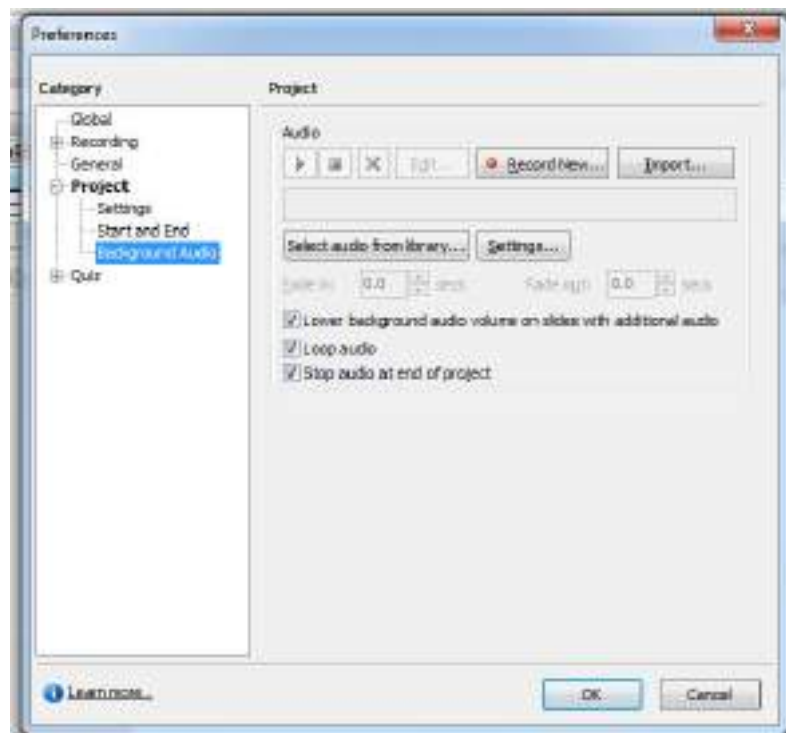 Preferences
Category
Project
Global
Recording
General
Project
Settings
Start and End
Background Audio
Quiz
Audio
Edit...
Record New...
Import...
Select audio from library...
Settings...
Fade in: 0.0 secs
Fade out: 0.0 secs
Lower background audio volume on slides with additional audio
Loop audio
Stop audio at end of project
Learn more...
OK
Cancel